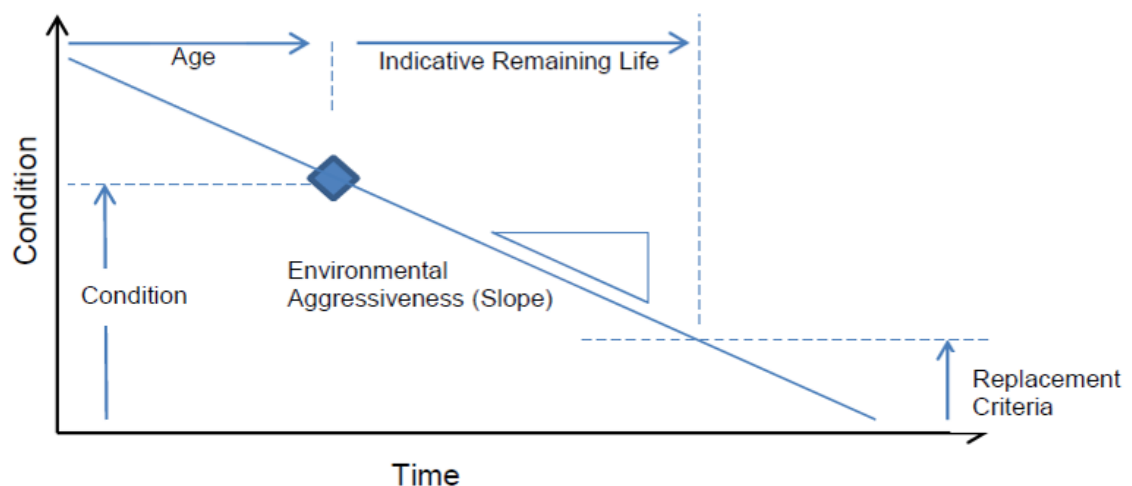 Age
Indicative Remaining Life
Condition
Condition
Environmental
Aggressiveness (Slope)
Replacement
Criteria
Time